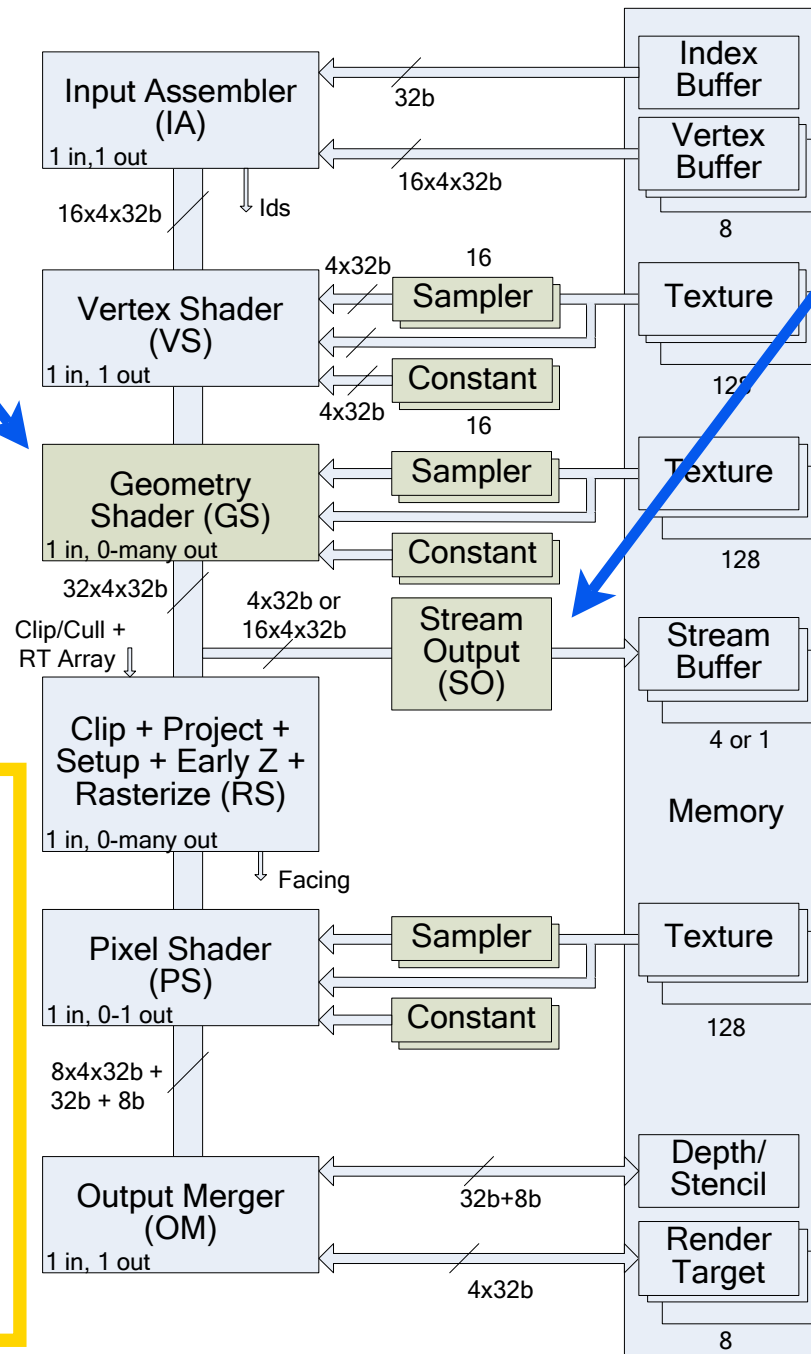 Index
Buffer
Input Assembler
(IA)
32b
1 in,1 out
Vertex
Buffer
16x4x32b
16x4x32b
Ids
8
4x32b
16
Sampler
Texture
Vertex Shader
(VS)
1 in, 1 out
Constant
128
4x32b
16
Geometry
Shader (GS)
Sampler
Texture
1 in, 0-many out
Constant
128
32x4x32b
4x32b or
16x4x32b
Clip/Cull +
RT Array
Stream
Output
(SO)
Stream
Buffer
4 or 1
Clip + Project +
Setup + Early Z +
Rasterize (RS)
1 in, 0-many out
Memory
Facing
Pixel Shader
(PS)
Sampler
Texture
1 in, 0-1 out
Constant
128
8x4x32b +
32b + 8b
Output Merger
(OM)
32b+8b
Depth/
Stencil
1 in, 1 out
4x32b
Render
Target
8